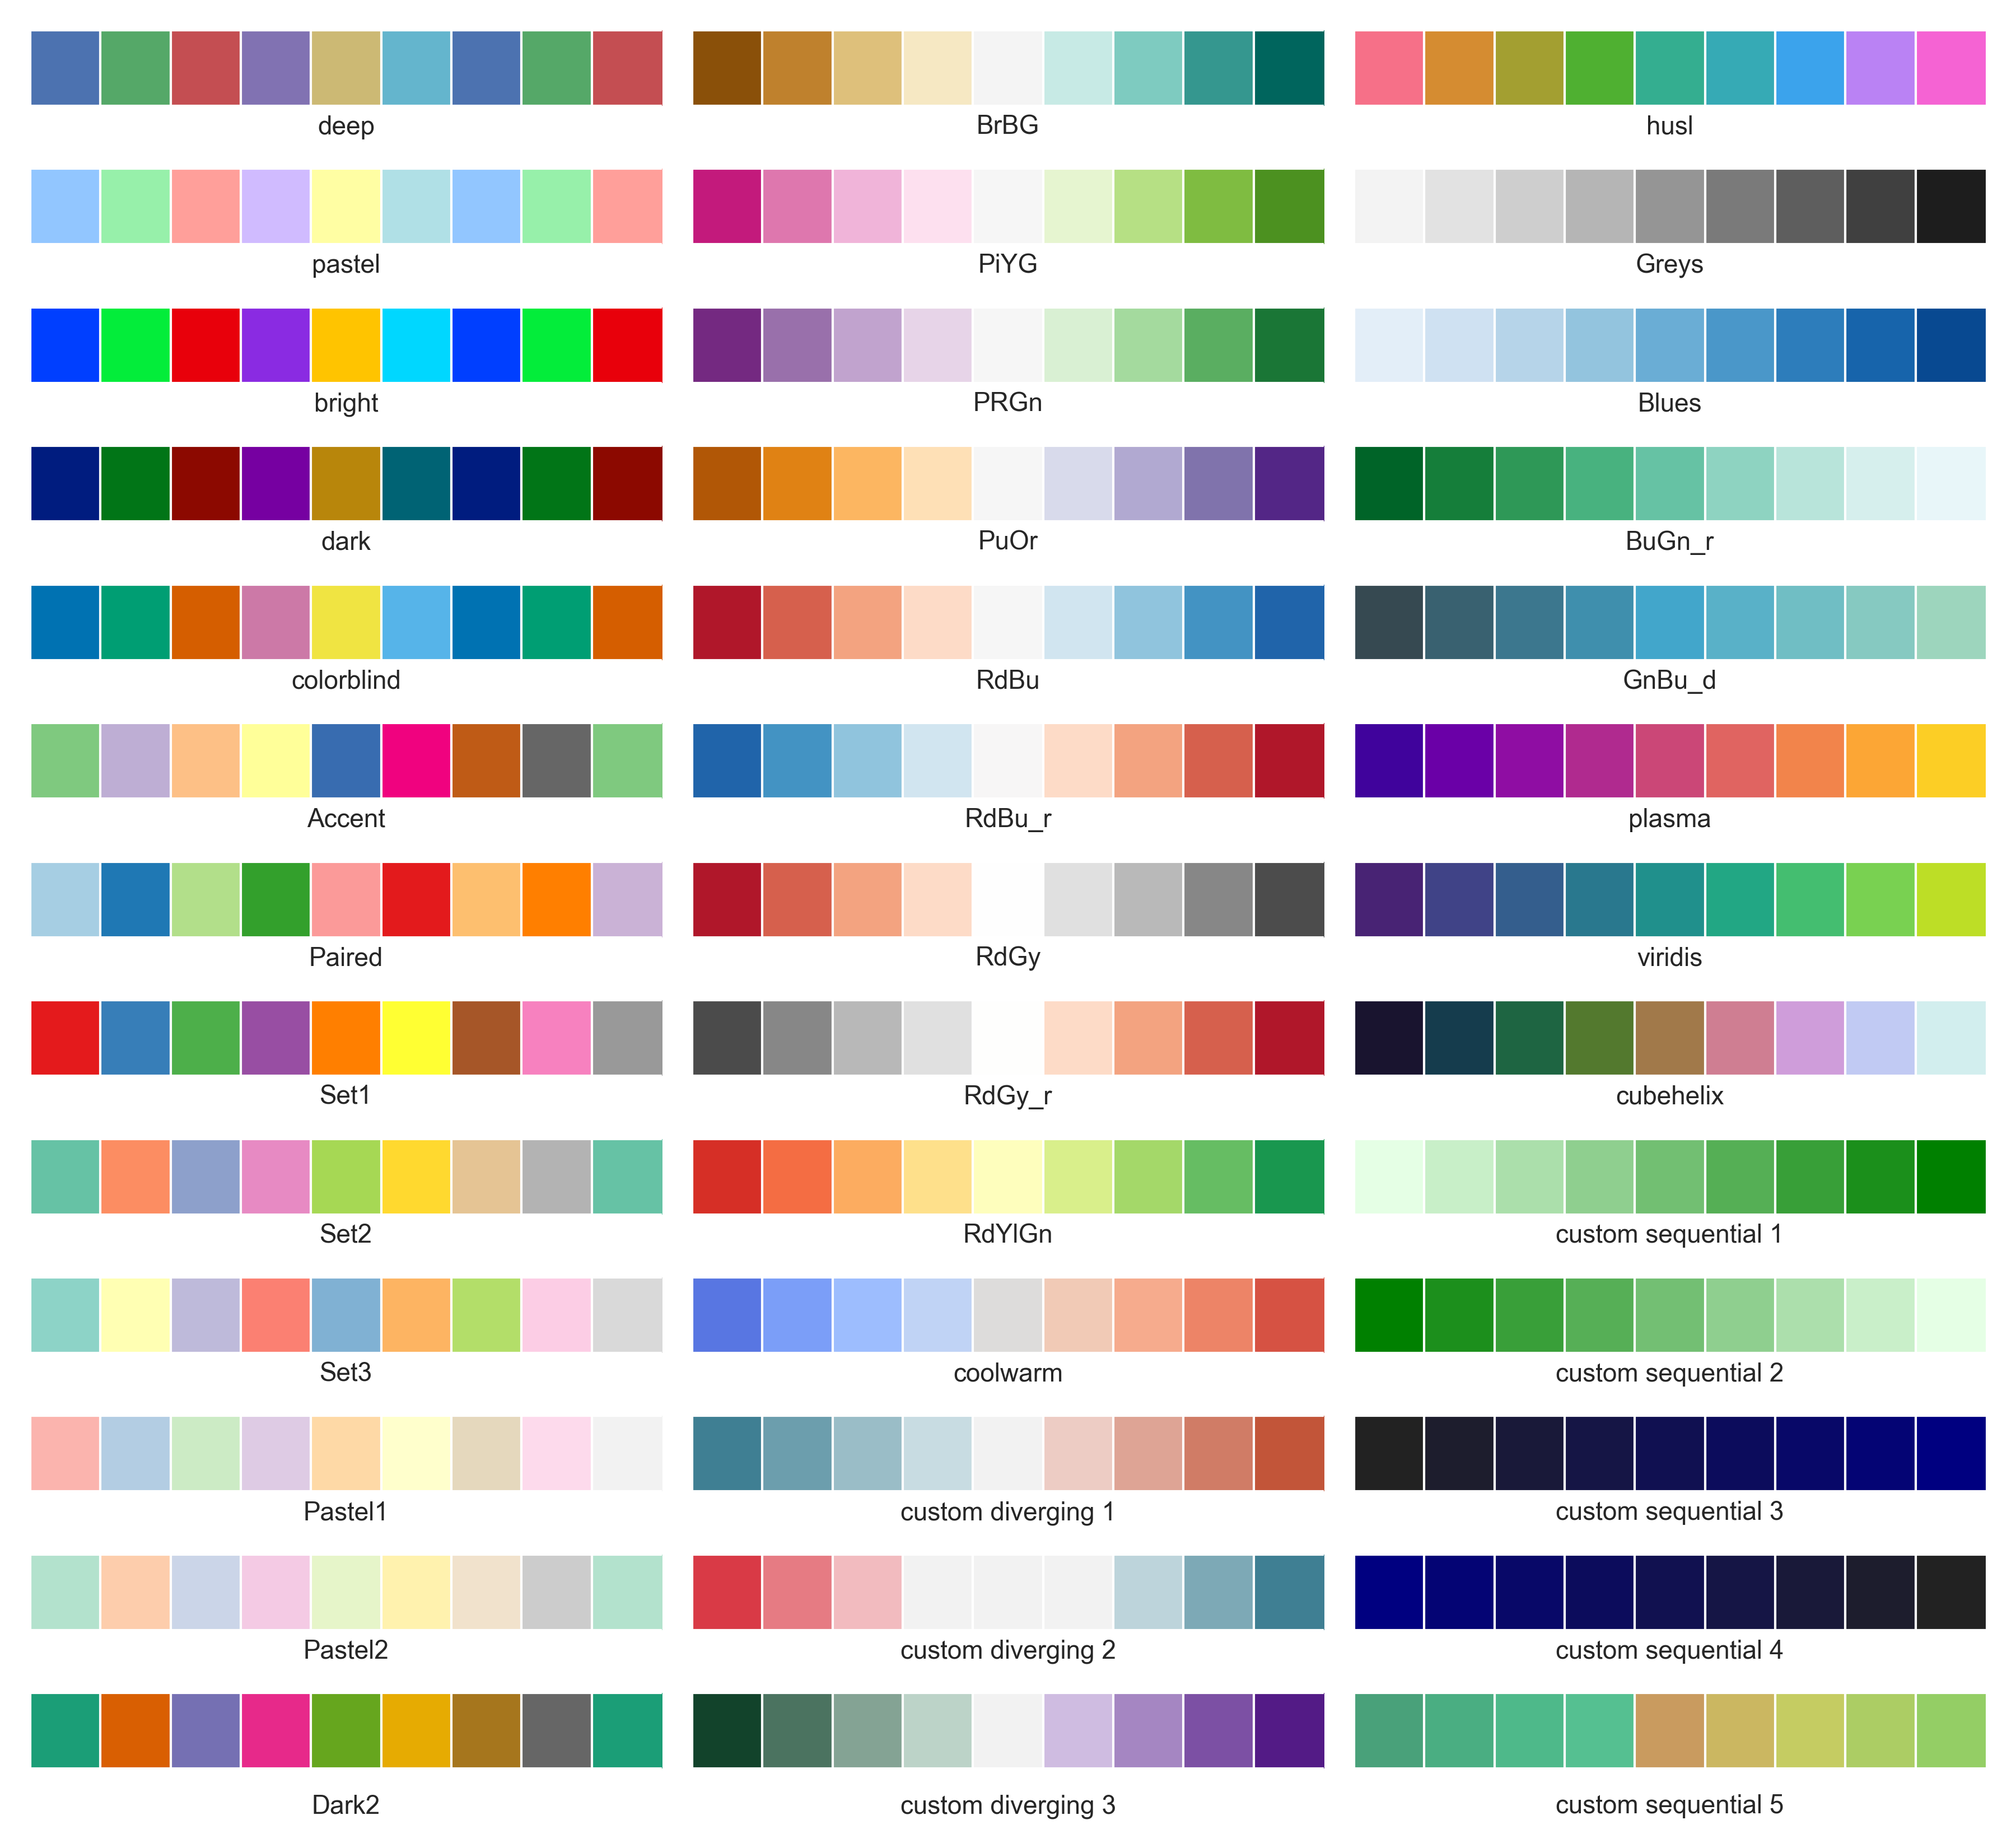 deep
BrBG
husl
pastel
PiYG
Greys
bright
PRGn
Blues
dark
PuOr
BuGn_r
colorblind
RdBu
GnBu_d
Accent
RdBu_r
plasma
Paired
RdGy
viridis
Set1
RdGy_r
cubehelix
Set2
RdYlGn
custom sequential 1
Set3
coolwarm
custom sequential 2
Pastel1
custom diverging 1
custom sequential 3
Pastel2
custom diverging 2
custom sequential 4
Dark2
custom diverging 3
custom sequential 5